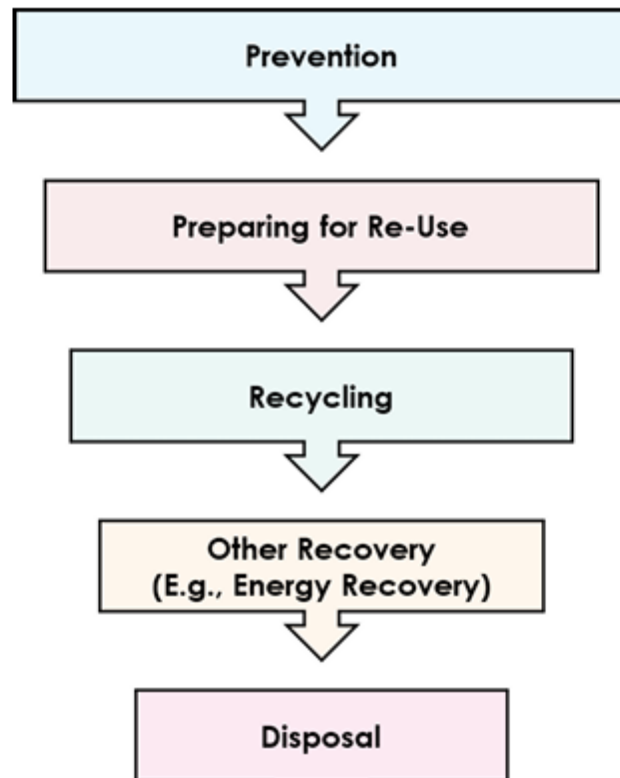 Prevention
Preparing for Re-Use
Recycling
Other Recovery
(E.g., Energy Recovery)
Disposal